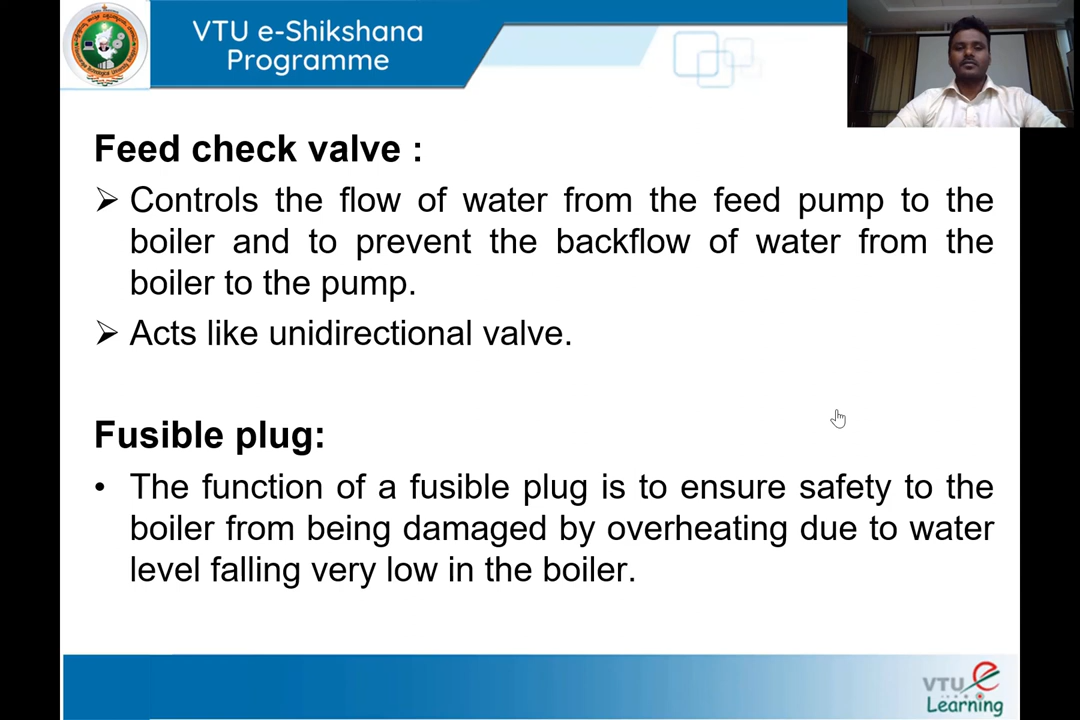 VTU e-Shikshana
Programme
Feed check valve :
➢ Controls the flow of water from the feed pump to the
boiler and to prevent the backflow of water from the
boiler to the pump.
➢ Acts like unidirectional valve.
Fusible plug:
• The function of a fusible plug is to ensure safety to the
boiler from being damaged by overheating due to water
level falling very low in the boiler.
VTU e
Learning